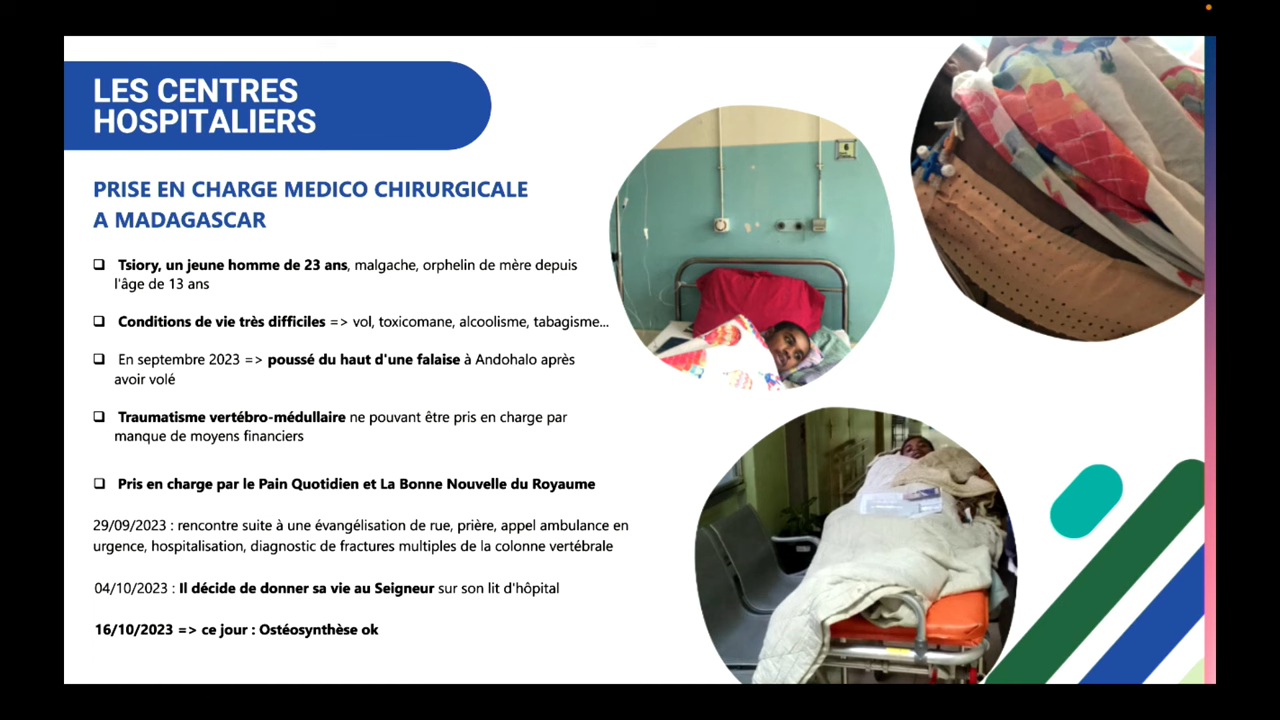 LES CENTRES
HOSPITALIERS
PRISE EN CHARGE MEDICO CHIRURGICALE
A MADAGASCAR
Tsiory, un jeune homme de 23 ans, malgache, orphelin de mère depuis
l'âge de 13 ans
Conditions de vie très difficiles => vol, toxicomane, alcoolisme, tabagisme...
En septembre 2023 => poussé du haut d'une falaise à Andohalo après
avoir volé
Traumatisme vertébro-médullaire ne pouvant être pris en charge par
manque de moyens financiers
Pris en charge par le Pain Quotidien et La Bonne Nouvelle du Royaume
29/09/2023 : rencontre suite à une évangélisation de rue, prière, appel ambulance en
urgence, hospitalisation, diagnostic de fractures multiples de la colonne vertébrale
04/10/2023 : Il décide de donner sa vie au Seigneur sur son lit d'hôpital
16/10/2023 => ce jour : Ostéosynthèse ok
6